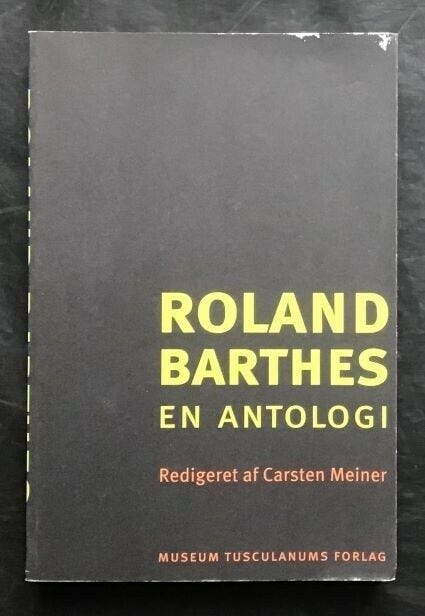 ROLAND
BARTHES
EN ANTOLOGI
Redigeret af Carsten Meiner
MUSEUM TUSCULANUMS FORLAG